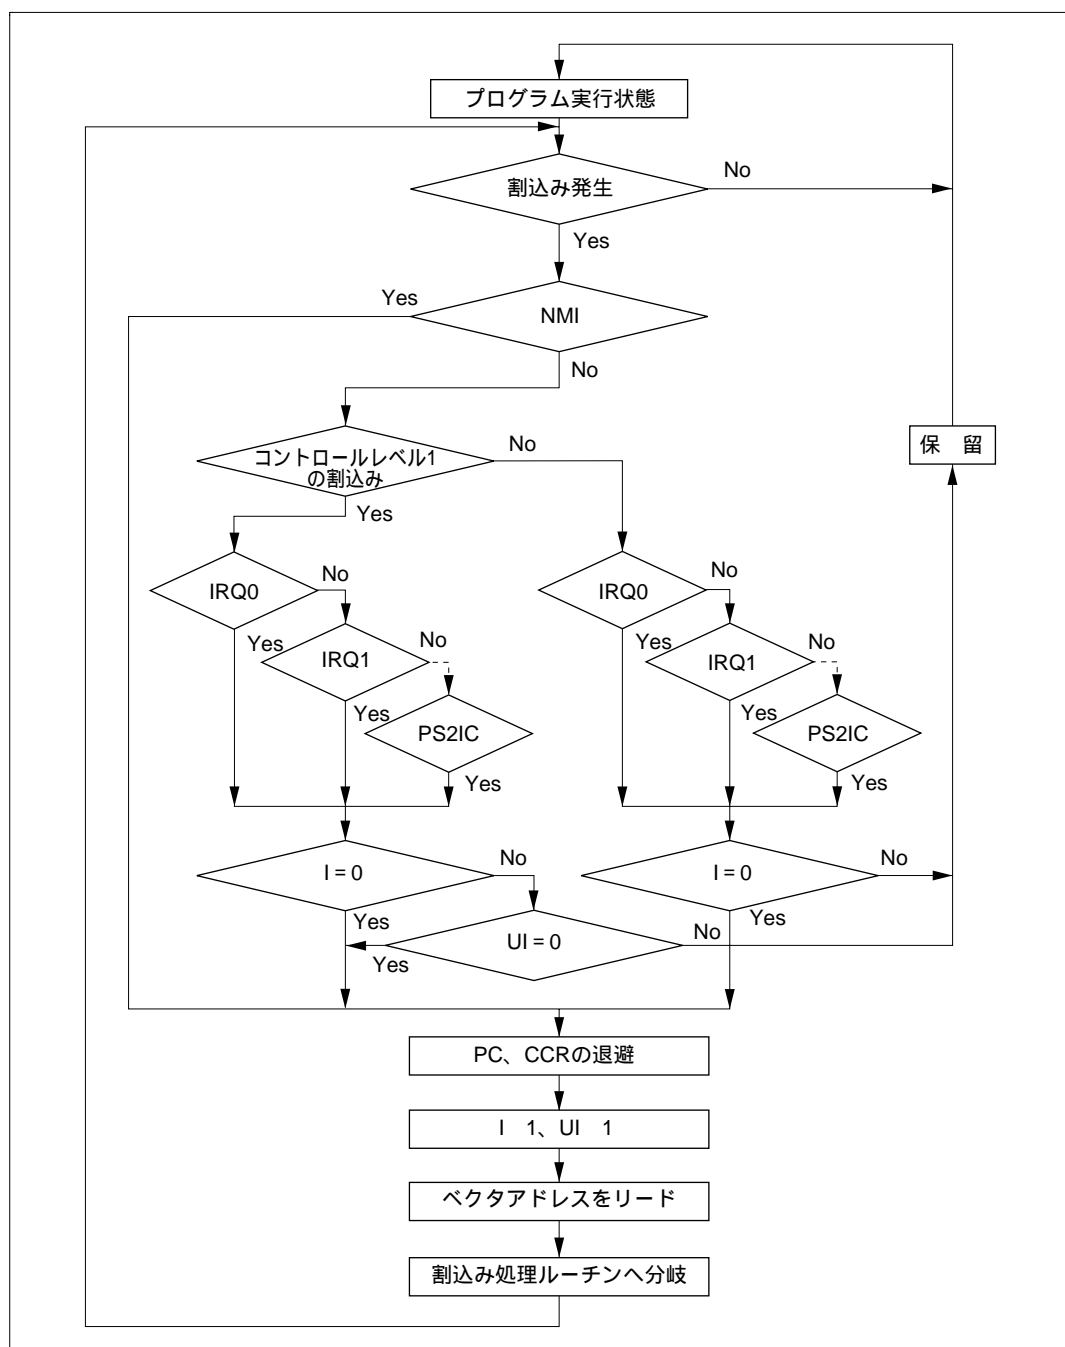 プログラム実行状態
割込み発生
No
Yes
Yes
NMI
No
コントロールレベル1
の割込み
No
Yes
保 留
IRQ0
No
Yes
IRQ1
No
Yes
PS2IC
Yes
IRQ0
No
Yes
IRQ1
No
Yes
PS2IC
Yes
I = 0
No
Yes
UI = 0
Yes
No
I = 0
No
Yes
PC、CCRの退避
I 1、UI 1
ベクタアドレスをリード
割込み処理ルーチンへ分岐